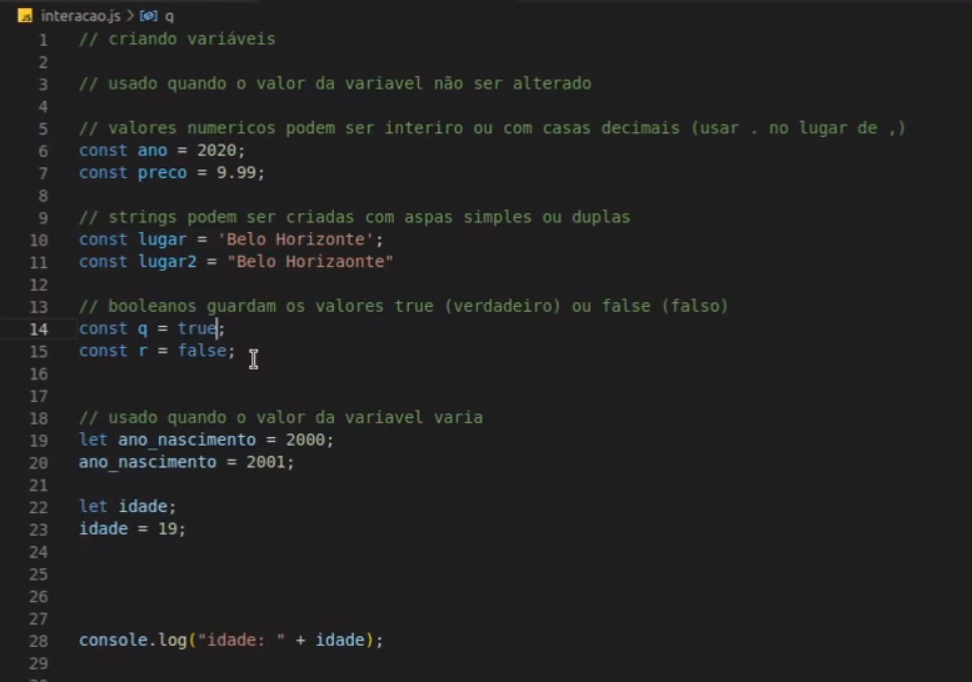 interacao.js > q
1 // criando variáveis
2
3 // usado quando o valor da variavel não ser alterado
4
5 // valores numericos podem ser interiro ou com casas decimais (usar . no lugar de ,)
6 const ano = 2020;
7 const preco = 9.99;
8
9 // strings podem ser criadas com aspas simples ou duplas
10 const lugar = 'Belo Horizonte';
11 const lugar2 = "Belo Horizaonte"
12
13 // booleanos guardam os valores true (verdadeiro) ou false (falso)
14 const q = true;
15 const r = false;
16
17
18 // usado quando o valor da variavel varia
19 let ano_nascimento = 2000;
20 ano_nascimento = 2001;
21
22 let idade;
23 idade = 19;
24
25
26
27
28 console.log("idade: " + idade);
29